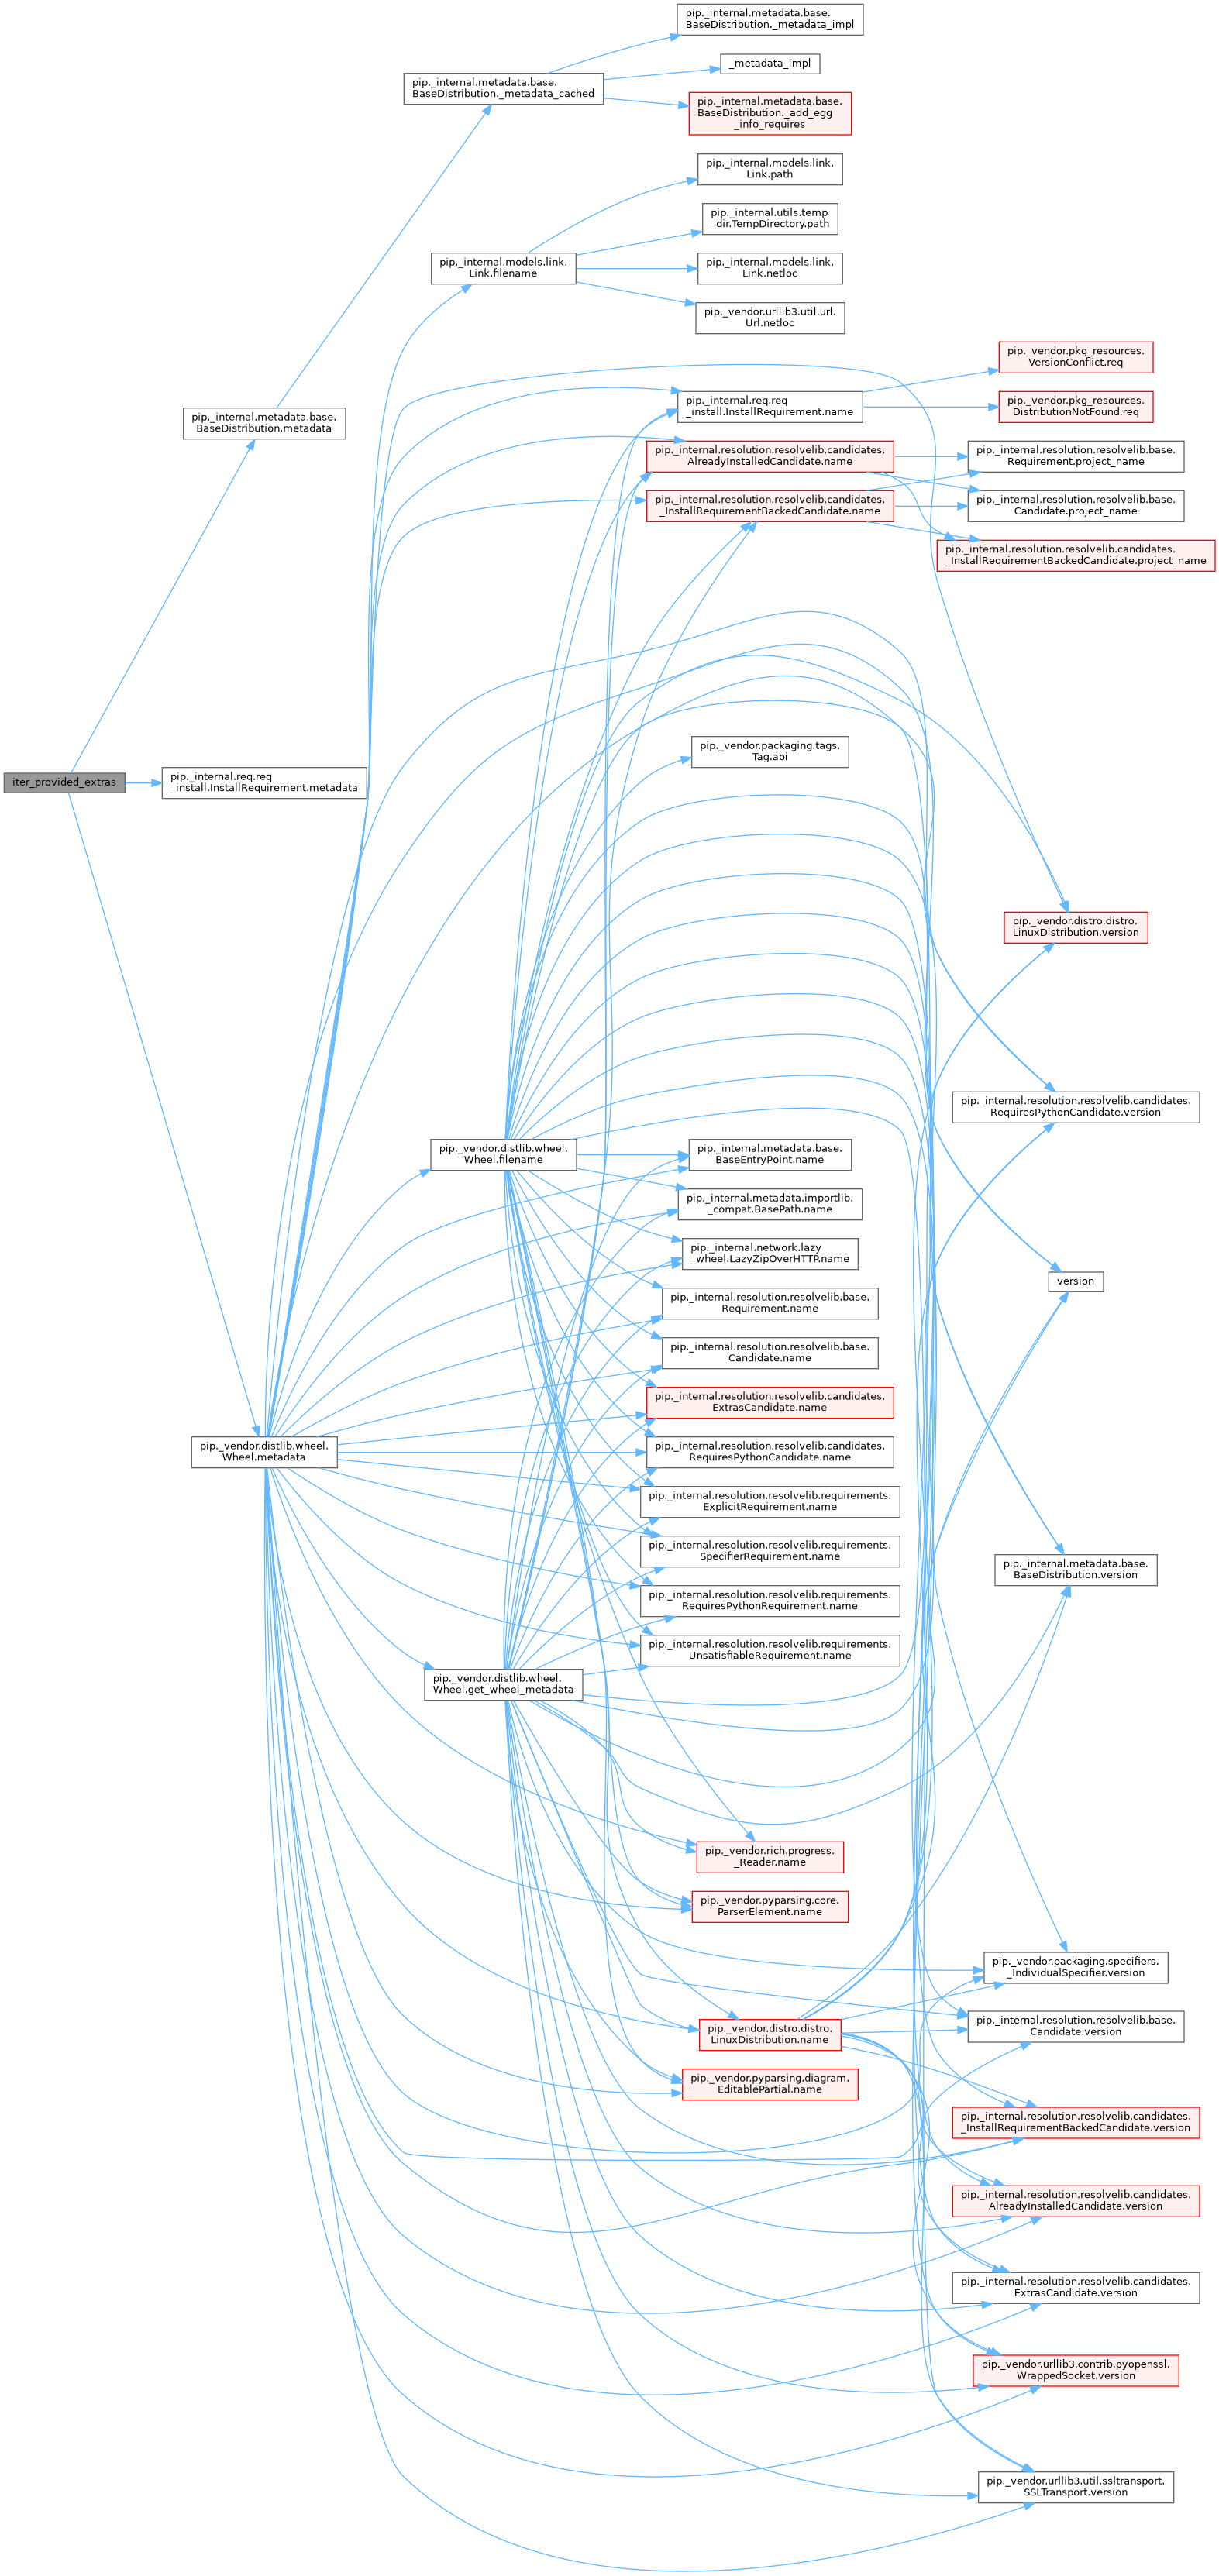 iter_provided_extras
pip._internal.metadata.base.
BaseDistribution.metadata
pip._internal.req.req
_install.InstallRequirement.metadata
pip._vendor.distlib.wheel.
Wheel.metadata
pip._internal.metadata.base.
BaseDistribution._metadata_cached
pip._internal.models.link.
Link.filename
pip._vendor.distlib.wheel.
Wheel.filename
pip._vendor.distlib.wheel.
Wheel.get_wheel_metadata
pip._internal.metadata.base.
BaseDistribution._metadata_impl
_metadata_impl
pip._internal.metadata.base.
BaseDistribution._add_egg
_info_requires
pip._internal.models.link.
Link.path
pip._internal.utils.temp
_dir.TempDirectory.path
pip._internal.models.link.
Link.netloc
pip._vendor.urllib3.util.url.
Url.netloc
pip._internal.req.req
_install.InstallRequirement.name
pip._internal.resolution.resolvelib.candidates.
AlreadyInstalledCandidate.name
pip._internal.resolution.resolvelib.candidates.
_InstallRequirementBackedCandidate.name
pip._vendor.packaging.tags.
Tag.abi
pip._internal.metadata.base.
BaseEntryPoint.name
pip._internal.metadata.importlib.
_compat.BasePath.name
pip._internal.network.lazy
_wheel.LazyZipOverHTTP.name
pip._internal.resolution.resolvelib.base.
Requirement.name
pip._internal.resolution.resolvelib.base.
Candidate.name
pip._internal.resolution.resolvelib.candidates.
ExtrasCandidate.name
pip._internal.resolution.resolvelib.candidates.
RequiresPythonCandidate.name
pip._internal.resolution.resolvelib.requirements.
ExplicitRequirement.name
pip._internal.resolution.resolvelib.requirements.
SpecifierRequirement.name
pip._internal.resolution.resolvelib.requirements.
RequiresPythonRequirement.name
pip._internal.resolution.resolvelib.requirements.
UnsatisfiableRequirement.name
pip._vendor.rich.progress.
_Reader.name
pip._vendor.pyparsing.core.
ParserElement.name
pip._vendor.distro.distro.
LinuxDistribution.name
pip._vendor.pyparsing.diagram.
EditablePartial.name
pip._vendor.pkg_resources.
VersionConflict.req
pip._vendor.pkg_resources.
DistributionNotFound.req
pip._internal.resolution.resolvelib.base.
Requirement.project_name
pip._internal.resolution.resolvelib.base.
Candidate.project_name
pip._internal.resolution.resolvelib.candidates.
_InstallRequirementBackedCandidate.project_name
pip._vendor.distro.distro.
LinuxDistribution.version
pip._internal.resolution.resolvelib.candidates.
RequiresPythonCandidate.version
version
pip._internal.metadata.base.
BaseDistribution.version
pip._vendor.packaging.specifiers.
_IndividualSpecifier.version
pip._internal.resolution.resolvelib.base.
Candidate.version
pip._internal.resolution.resolvelib.candidates.
_InstallRequirementBackedCandidate.version
pip._internal.resolution.resolvelib.candidates.
AlreadyInstalledCandidate.version
pip._internal.resolution.resolvelib.candidates.
ExtrasCandidate.version
pip._vendor.urllib3.contrib.pyopenssl.
WrappedSocket.version
pip._vendor.urllib3.util.ssltransport.
SSLTransport.version